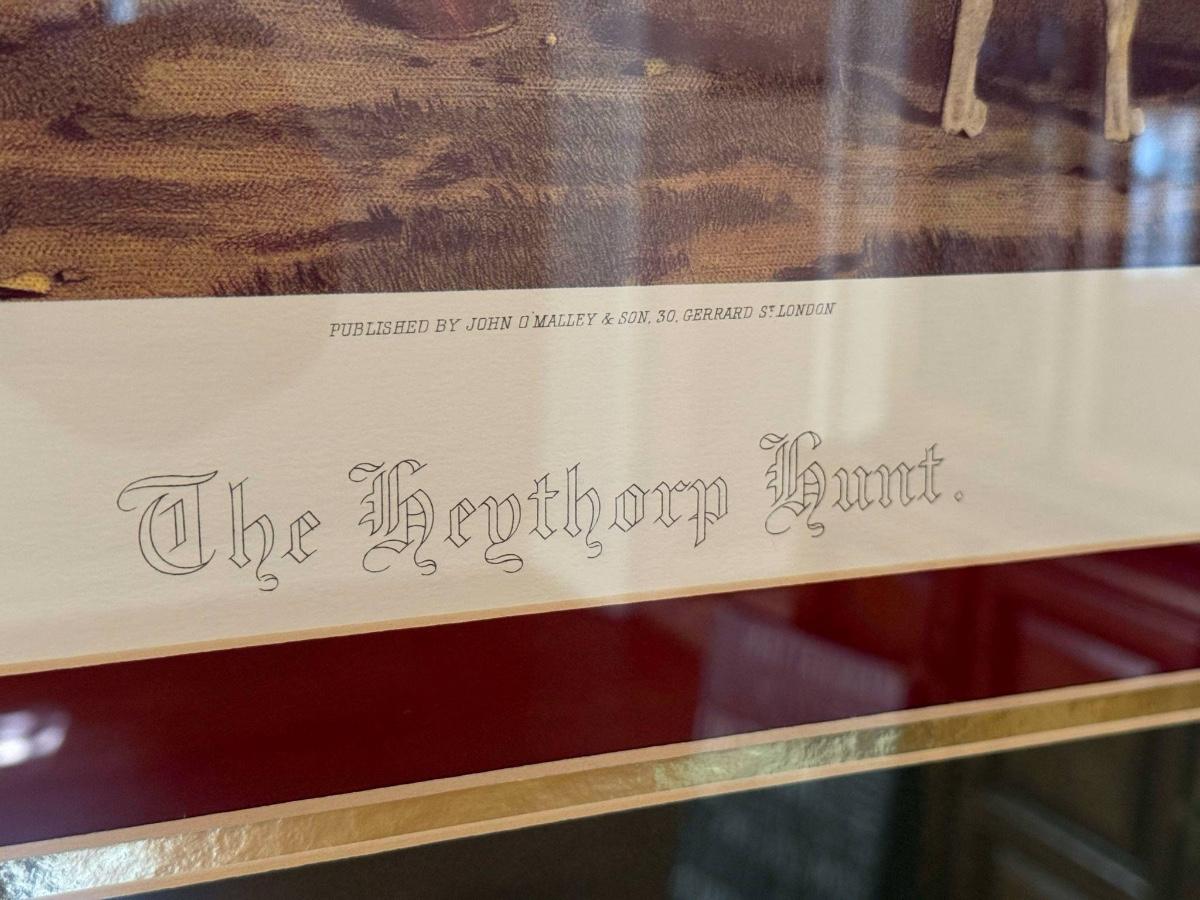 PUBLISHED BY JOHN O'MALLEY & SON, 30, GERRARD ST. LONDON
The Heythorp Hunt.